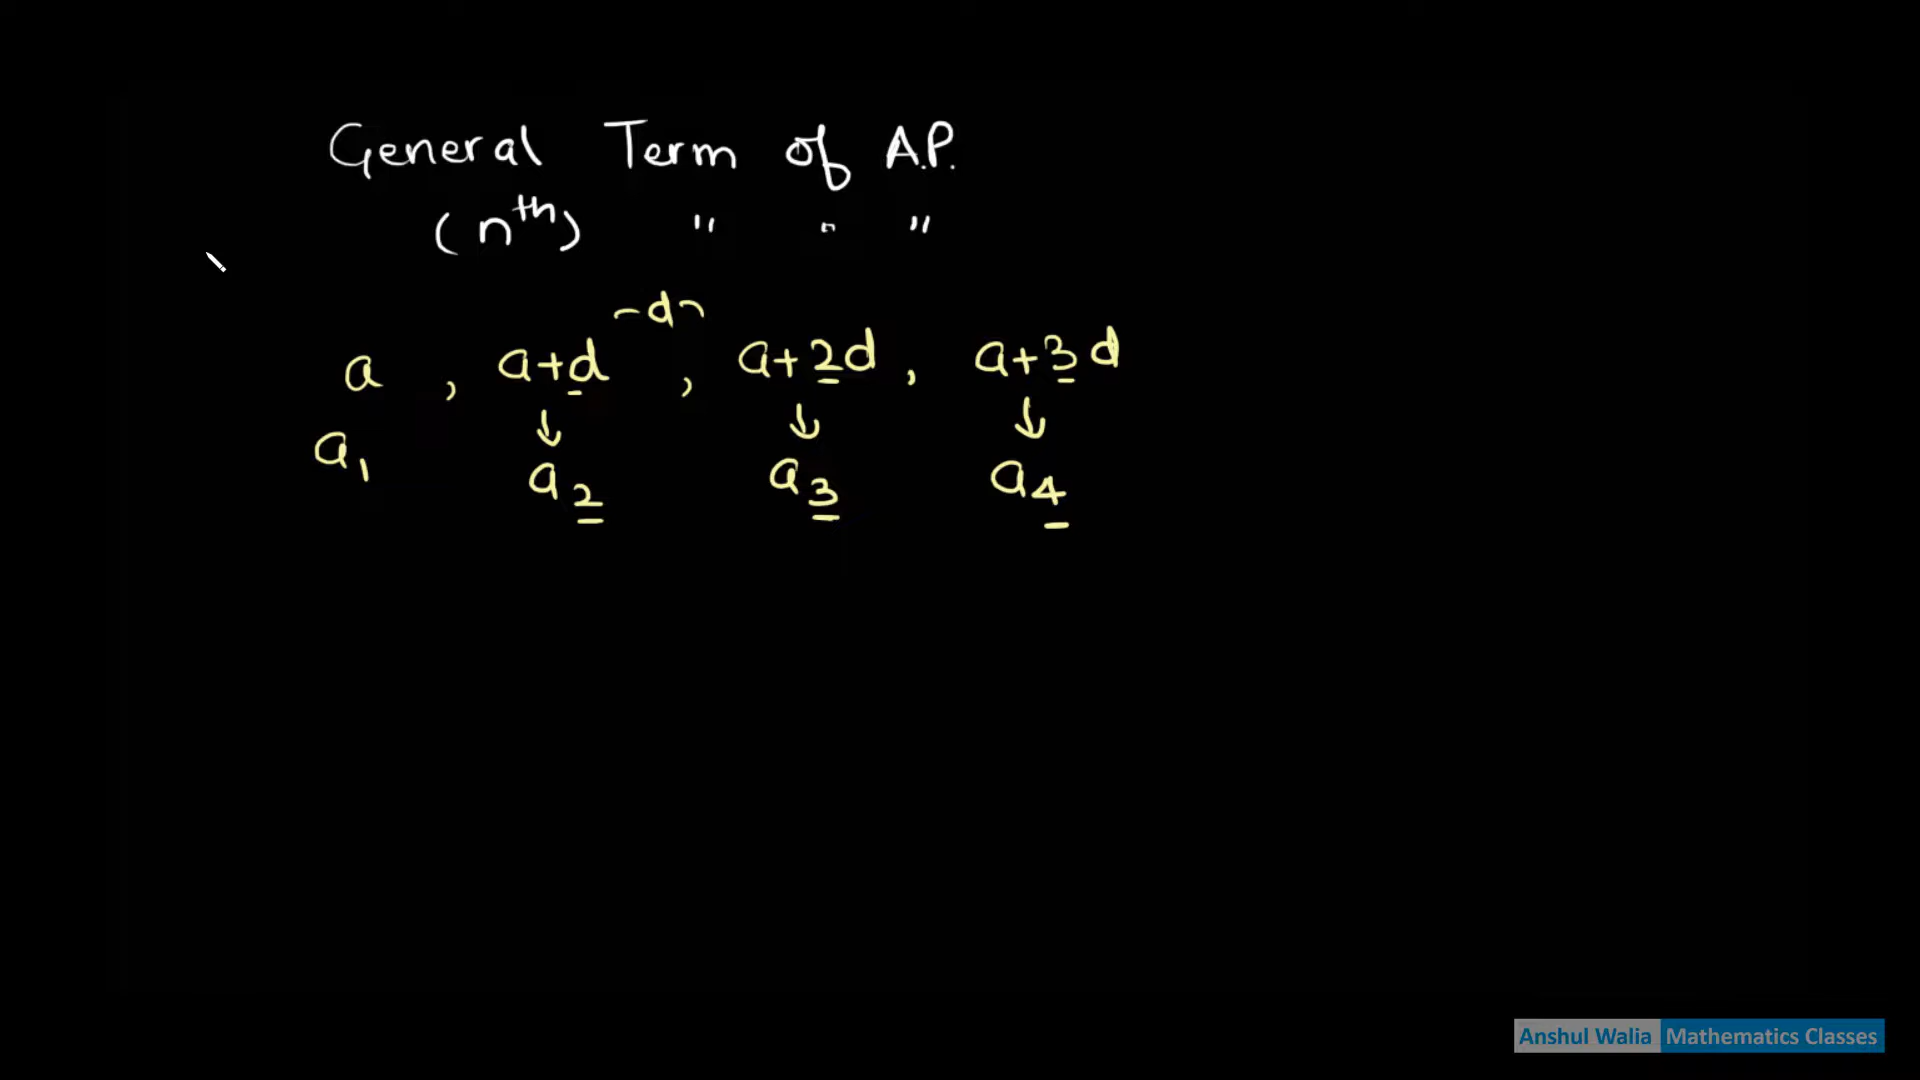 General Term of A.P.
(nth) " " "
-d-
a , a+d , a+2d , a+3d
↓ ↓ ↓
a₁ a₂ a₃ a₄
Anshul Walia Mathematics Classes